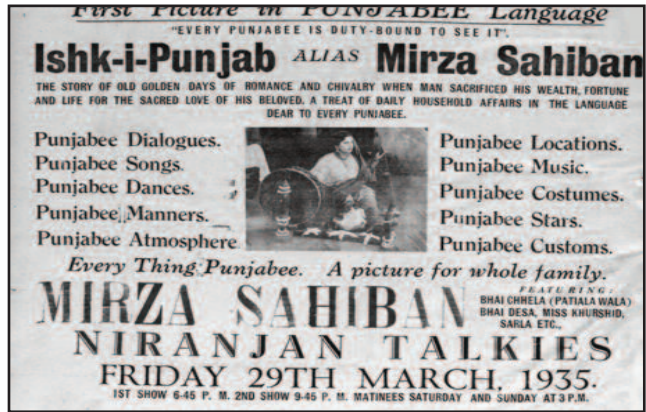 First Picture in PUNJABEE Language
"EVERY PUNJABEE IS DUTY-BOUND TO SEE IT".
Ishk-i-Punjab ALIAS Mirza Sahiban
THE STORY OF OLD GOLDEN DAYS OF ROMANCE AND CHIVALRY WHEN MAN SACRIFICED HIS WEALTH, FORTUNE
AND LIFE FOR THE SACRED LOVE OF HIS BELOVED. A TREAT OF DAILY HOUSEHOLD AFFAIRS IN THE LANGUAGE
DEAR TO EVERY PUNJABEE.
Punjabee Dialogues.
Punjabee Songs.
Punjabee Dances.
Punjabee Manners.
Punjabee Atmosphere
Punjabee Locations.
Punjabee Music.
Punjabee Costumes.
Punjabee Stars.
Punjabee Customs.
Every Thing Punjabee. A picture for whole family.
MIRZA SAHIBAN
FEATURING:
BHAI CHHELA (PATIALA WALA)
BHAI DESA, MISS KHURSHID,
SARLA ETC.,
NIRANJAN TALKIES
FRIDAY 29TH MARCH, 1935.
1ST SHOW 6-45 P. M. 2ND SHOW 9-45 P. M. MATINEES SATURDAY AND SUNDAY AT 3 P.M.